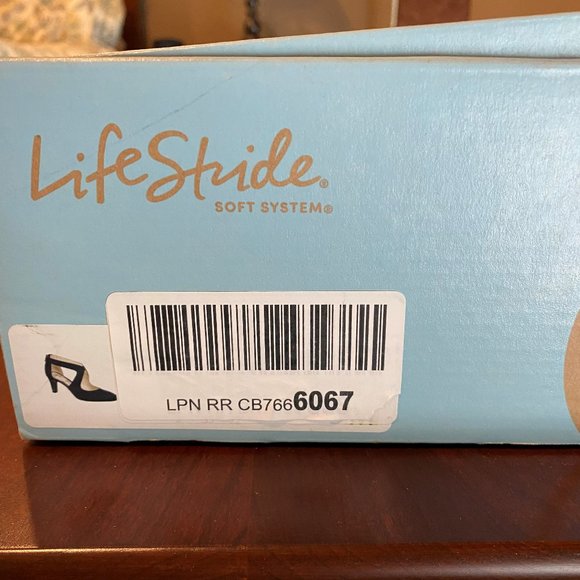 LifeStride®
SOFT SYSTEM®
LPN RR CB7666067